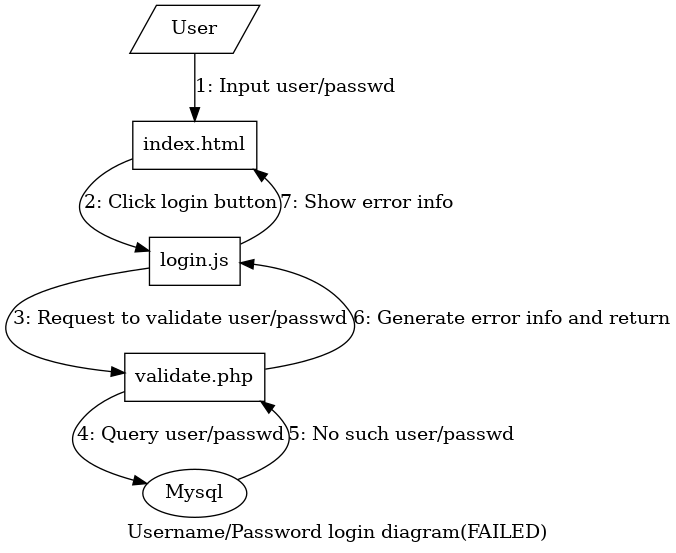 User
1: Input user/passwd
index.html
2: Click login button
7: Show error info
login.js
3: Request to validate user/passwd
6: Generate error info and return
validate.php
4: Query user/passwd
5: No such user/passwd
Mysql
Username/Password login diagram(FAILED)